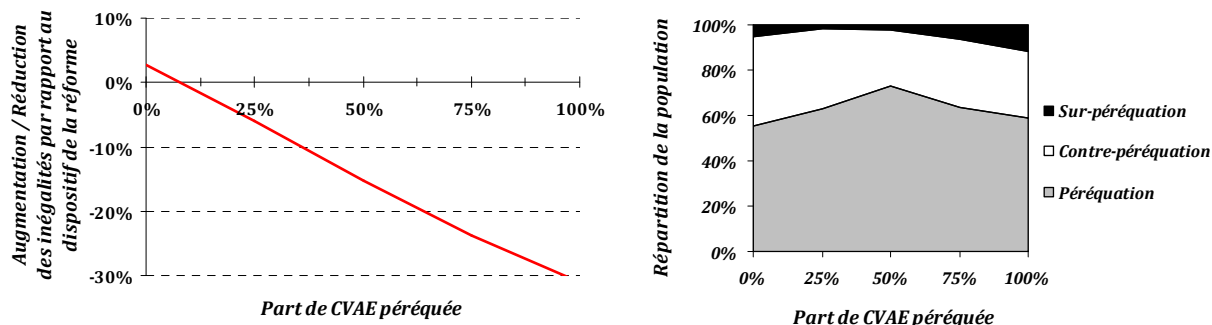 Augmentation / Réduction
des inégalités par rapport au
dispositif de la réforme
10%
0%
-10%
-20%
-30%
0%
25%
50%
75%
100%
Part de CVAE péréquée
Répartition de la population
100%
80%
60%
40%
20%
0%
0%
25%
50%
75%
100%
Part de CVAE péréquée
Sur-péréquation
Contre-péréquation
Péréquation